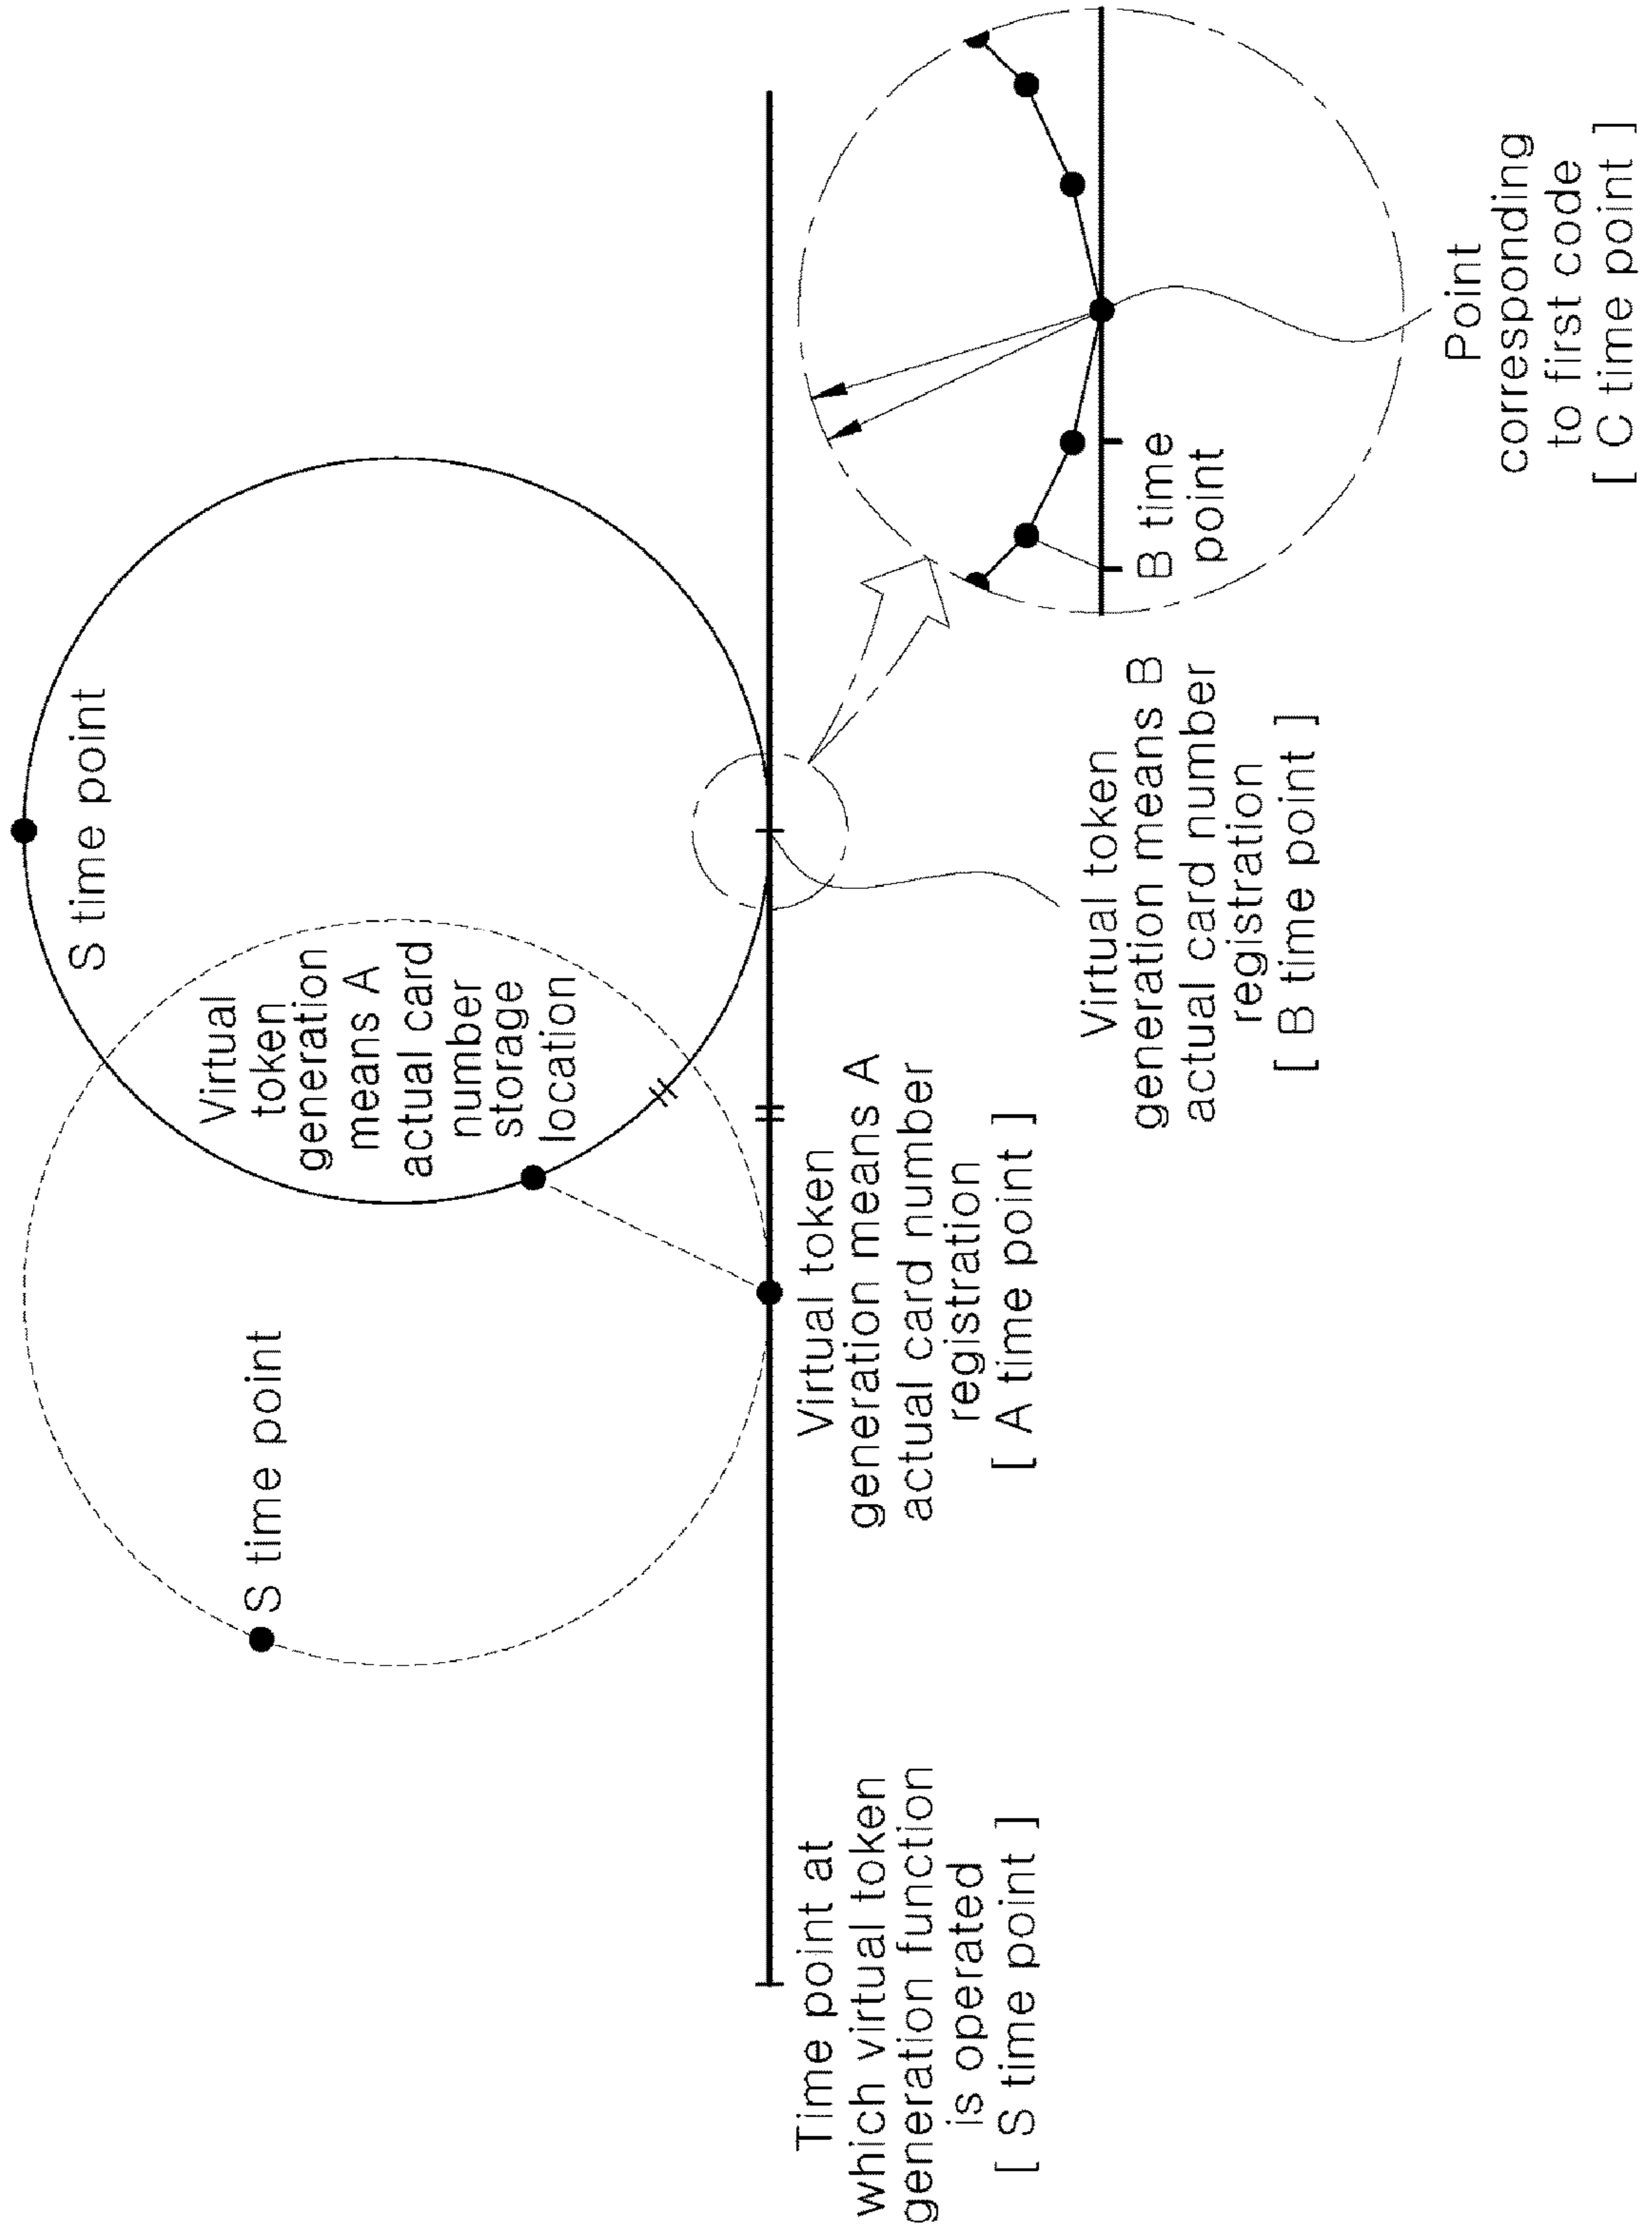 S time point
S time point
Virtual
token
generation
means A
actual card
number
storage
location
Time point at
which virtual token
generation function
is operated
[ S time point ]
Virtual token
generation means A
actual card number
registration
[ A time point ]
Virtual token
generation means B
actual card number
registration
[ B time point ]
B time
point
Point
corresponding
to first code
[ C time point ]